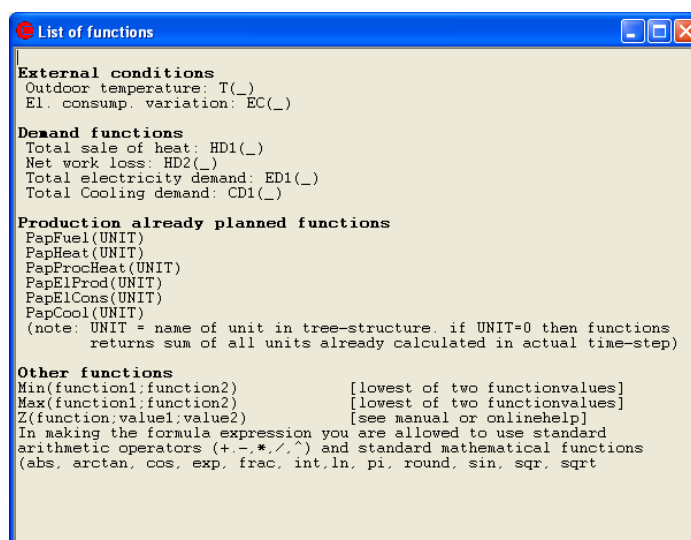 List of functions
External conditions
Outdoor temperature: T(_)
El. consump. variation: EC(_)
Demand functions
Total sale of heat: HD1(_)
Net work loss: HD2(_)
Total electricity demand: ED1(_)
Total Cooling demand: CD1(_)
Production already planned functions
PapFuel(UNIT)
PapHeat(UNIT)
PapProcHeat(UNIT)
PapElProd(UNIT)
PapElCons(UNIT)
PapCool(UNIT)
(note: UNIT = name of unit in tree-structure. if UNIT=0 then functions
returns sum of all units already calculated in actual time-step)
Other functions
Min(function1;function2) [lowest of two functionvalues]
Max(function1;function2) [lowest of two functionvalues]
Z(function;value1;value2) [see manual or onlinehelp]
In making the formula expression you are allowed to use standard
arithmetic operators (+.-,*,/,^) and standard mathematical functions
(abs, arctan, cos, exp, frac, int,ln, pi, round, sin, sqr, sqrt